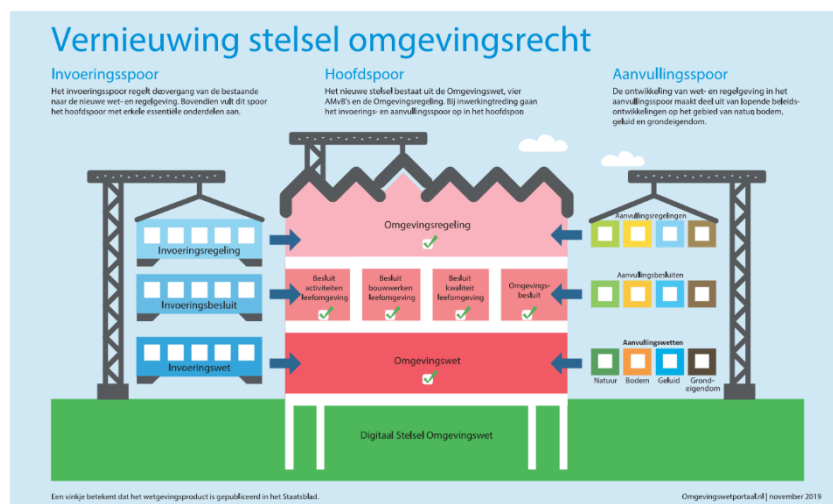 Vernieuwing stelsel omgevingsrecht
Invoeringsspoor
Het invoeringsspoor regelt deovergang van de bestaande
naar de nieuwe wet- en regelgeving. Bovendien vult dit spoor
het hoofdspoor met erkele essentiële onderdelen aan.
Hoofdspoor
Het nieuwe stelsel bestaat uit de Omgevingswet, vier
AMvB's en de Omgevingsregeling. Bij inwerkingtreding gaan
het invoerings- en aanvullingsspoor op in het hoofdspoo
Aanvullingsspoor
De ontwikkeling van wet- en regelgeving in het
aanvullingsspoor maakt deel uit van lopende beleids-
ontwikkelingen op het gebied van natuu, bodem,
geluid en grondeigendom.
Invoeringsregeling
Omgevingsregeling
Aanvullingsregelingen
Invoeringsbesluit
Besluit
activiteiten
leefomgeving
Besluit
bouwwerken
leefomgeving
Besluit
kwaliteit
leefomgeving
Omgevings-
besluit
Aanvullingsbesluiten
Invoeringswet
Omgevingswet
Aanvullingswetten
Natuur
Bodem
Geluid
Grond-
eigendom
Digitaal Stelsel Omgevingswet
Een vinkje betekent dat het wetgevingsproduct is gepubliceerd in het Staatsblad.
Omgevingswetportaal.nl | november 2019